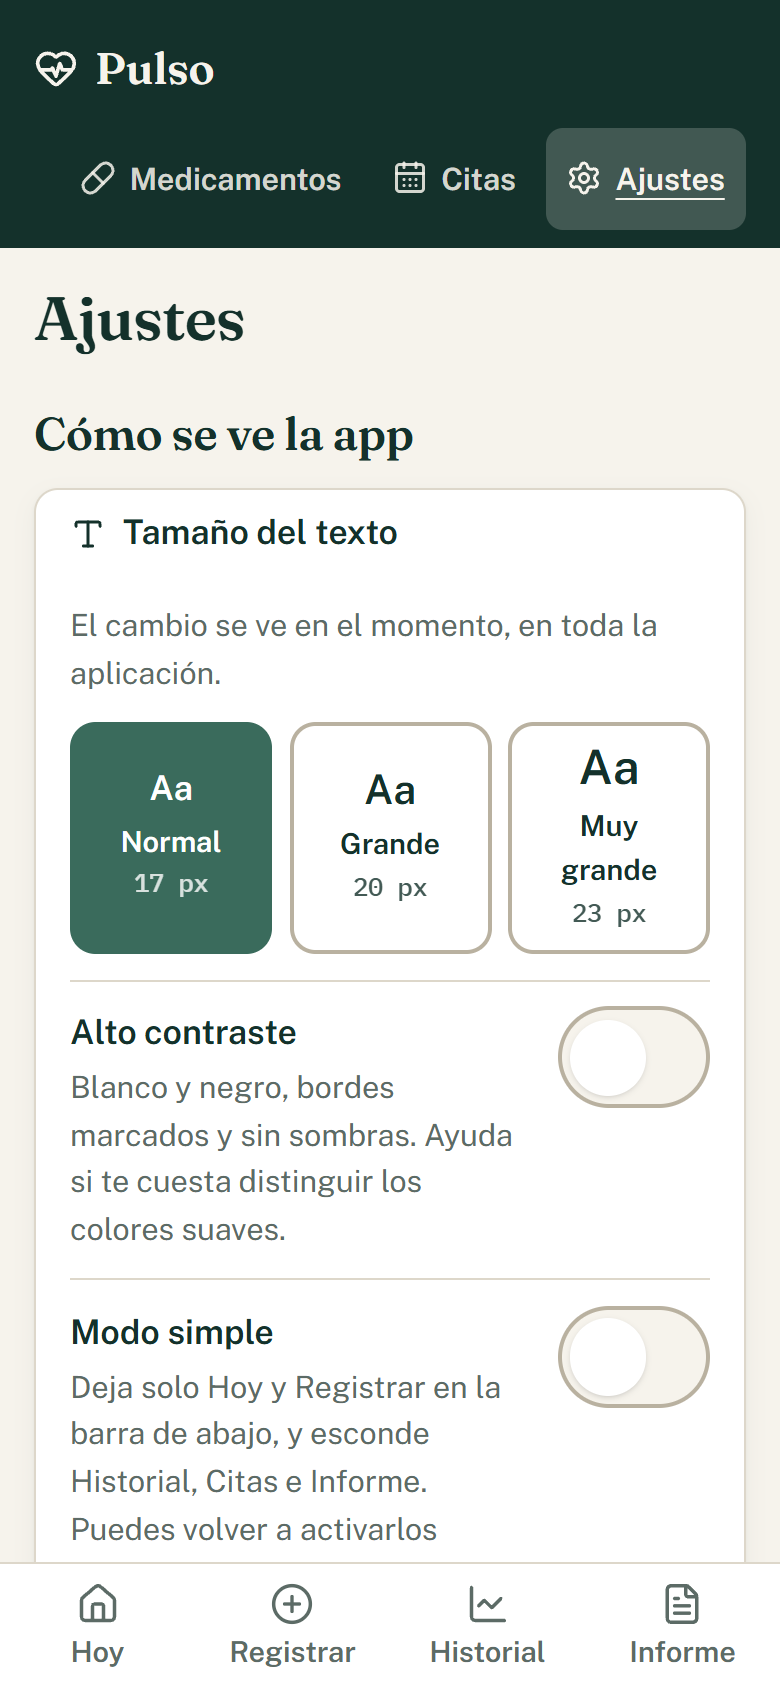 Pulso
Medicamentos
Citas
Ajustes
Ajustes
Cómo se ve la app
Tamaño del texto
El cambio se ve en el momento, en toda la
aplicación.
Aa
Normal
17 px
Aa
Grande
20 px
Aa
Muy
grande
23 px
Alto contraste
Blanco y negro, bordes
marcados y sin sombras. Ayuda
si te cuesta distinguir los
colores suaves.
Modo simple
Deja solo Hoy y Registrar en la
barra de abajo, y esconde
Historial, Citas e Informe.
Puedes volver a activarlos
Hoy
Registrar
Historial
Informe